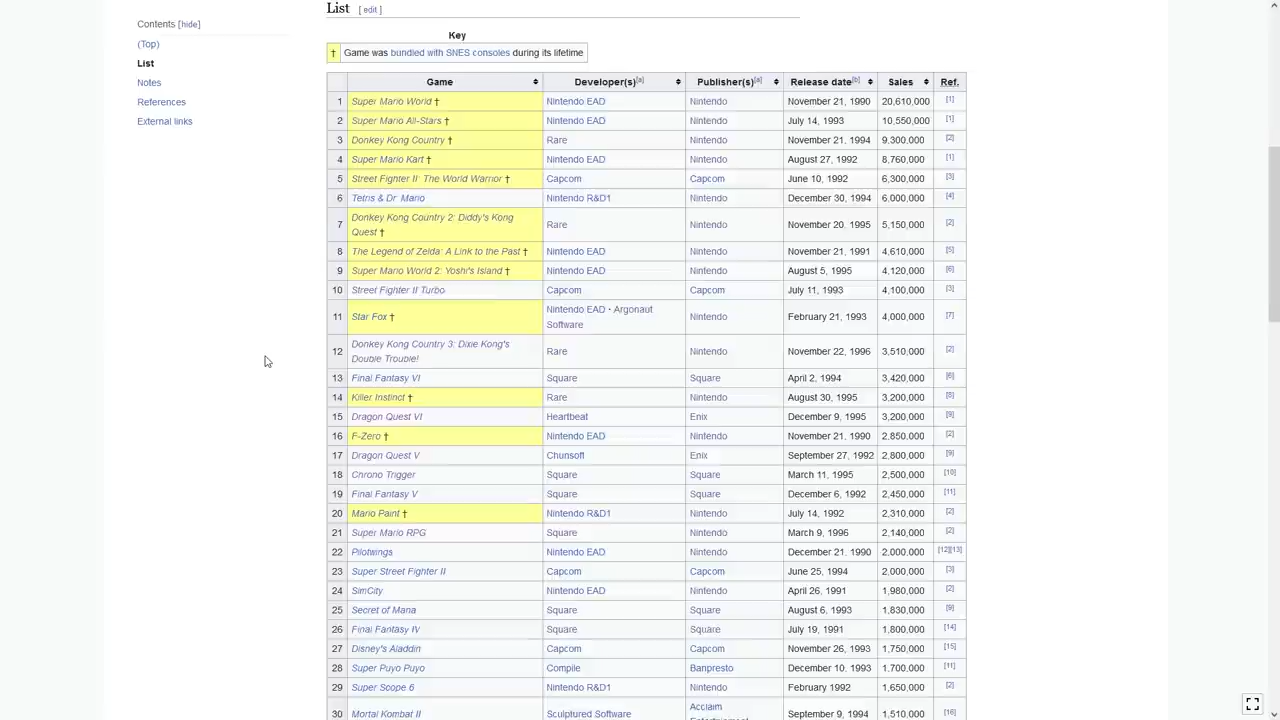 List [ edit ]
Contents [hide]
(Top)
List
Notes
References
External links
Key
† Game was bundled with SNES consoles during its lifetime
Game Developer(s)[a] Publisher(s)[a] Release date[b] Sales Ref.
1 Super Mario World † Nintendo EAD Nintendo November 21, 1990 20,610,000 [1]
2 Super Mario All-Stars † Nintendo EAD Nintendo July 14, 1993 10,550,000 [1]
3 Donkey Kong Country † Rare Nintendo November 21, 1994 9,300,000 [2]
4 Super Mario Kart † Nintendo EAD Nintendo August 27, 1992 8,760,000 [1]
5 Street Fighter II: The World Warrior † Capcom Capcom June 10, 1992 6,300,000 [3]
6 Tetris & Dr. Mario Nintendo R&D1 Nintendo December 30, 1994 6,000,000 [4]
7 Donkey Kong Country 2: Diddy's Kong
Quest † Rare Nintendo November 20, 1995 5,150,000 [2]
8 The Legend of Zelda: A Link to the Past † Nintendo EAD Nintendo November 21, 1991 4,610,000 [5]
9 Super Mario World 2: Yoshi's Island † Nintendo EAD Nintendo August 5, 1995 4,120,000 [6]
10 Street Fighter II Turbo Capcom Capcom July 11, 1993 4,100,000 [3]
11 Star Fox † Nintendo EAD • Argonaut
Software Nintendo February 21, 1993 4,000,000 [7]
12 Donkey Kong Country 3: Dixie Kong's
Double Trouble! Rare Nintendo November 22, 1996 3,510,000 [2]
13 Final Fantasy VI Square Square April 2, 1994 3,420,000 [6]
14 Killer Instinct † Rare Nintendo August 30, 1995 3,200,000 [8]
15 Dragon Quest VI Heartbeat Enix December 9, 1995 3,200,000 [9]
16 F-Zero † Nintendo EAD Nintendo November 21, 1990 2,850,000 [2]
17 Dragon Quest V Chunsoft Enix September 27, 1992 2,800,000 [9]
18 Chrono Trigger Square Square March 11, 1995 2,500,000 [10]
19 Final Fantasy V Square Square December 6, 1992 2,450,000 [11]
20 Mario Paint † Nintendo R&D1 Nintendo July 14, 1992 2,310,000 [2]
21 Super Mario RPG Square Nintendo March 9, 1996 2,140,000 [2]
22 Pilotwings Nintendo EAD Nintendo December 21, 1990 2,000,000 [12][13]
23 Super Street Fighter II Capcom Capcom June 25, 1994 2,000,000 [3]
24 SimCity Nintendo EAD Nintendo April 26, 1991 1,980,000 [2]
25 Secret of Mana Square Square August 6, 1993 1,830,000 [9]
26 Final Fantasy IV Square Square July 19, 1991 1,800,000 [14]
27 Disney's Aladdin Capcom Capcom November 26, 1993 1,750,000 [15]
28 Super Puyo Puyo Compile Banpresto December 10, 1993 1,700,000 [11]
29 Super Scope 6 Nintendo R&D1 Nintendo February 1992 1,650,000 [2]
30 Mortal Kombat II Sculptured Software Acclaim September 9, 1994 1,510,000 [16]